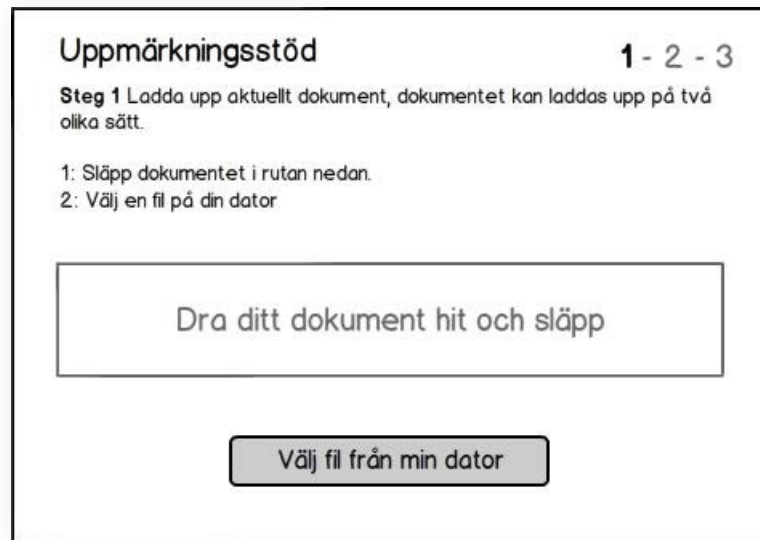 Uppmärkningsstöd
1 - 2 - 3
Steg 1 Ladda upp aktuellt dokument, dokumentet kan laddas upp på två
olika sätt.
1: Släpp dokumentet i rutan nedan.
2: Välj en fil på din dator
Dra ditt dokument hit och släpp
Välj fil från min dator